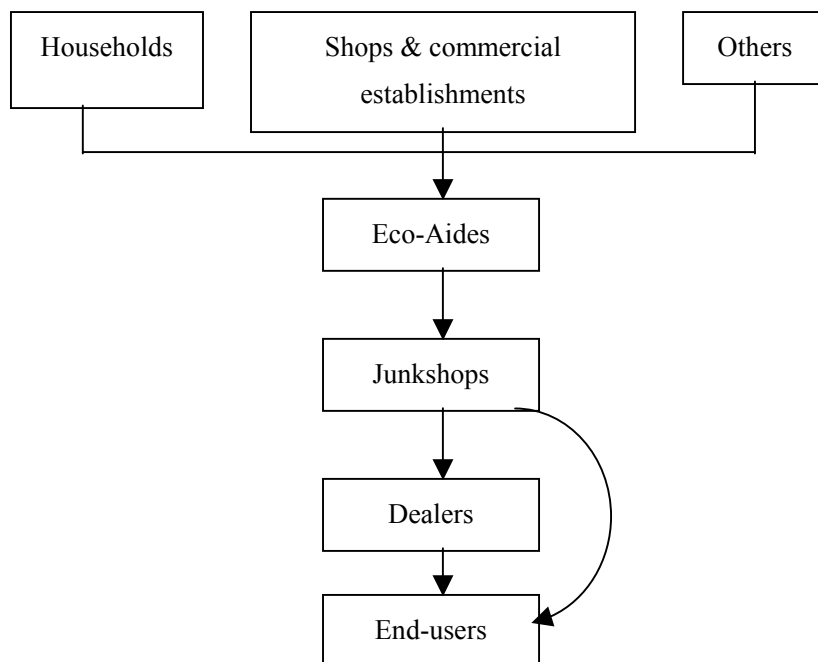 Households
Shops & commercial
establishments
Others
Eco-Aides
Junkshops
Dealers
End-users